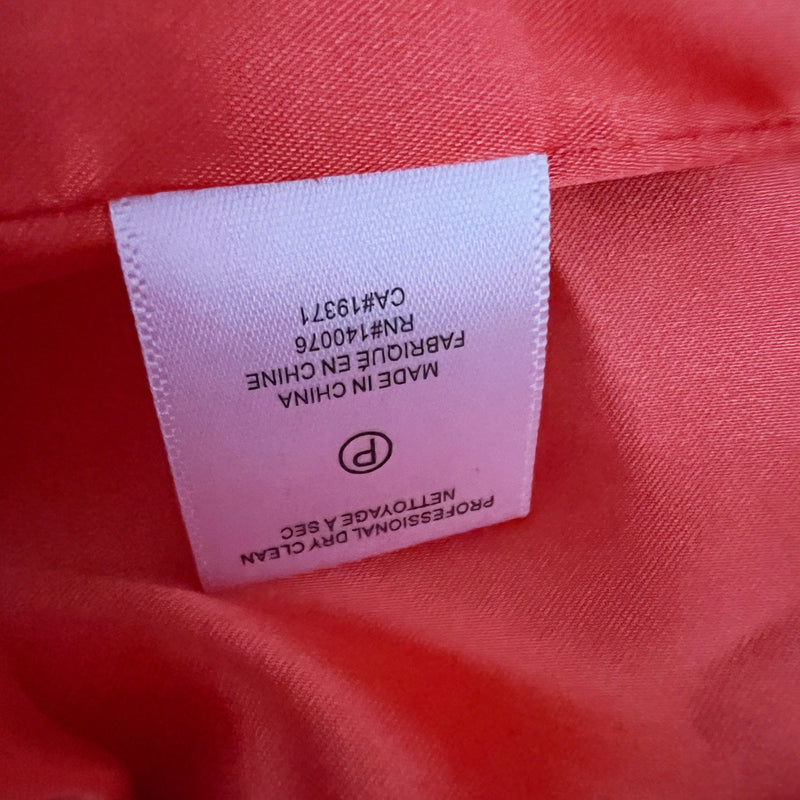 PROFESSIONAL DRY CLEAN
NETTOYAGE À SEC
P
MADE IN CHINA
FABRIQUÉ EN CHINE
RN#140076
CA#19371